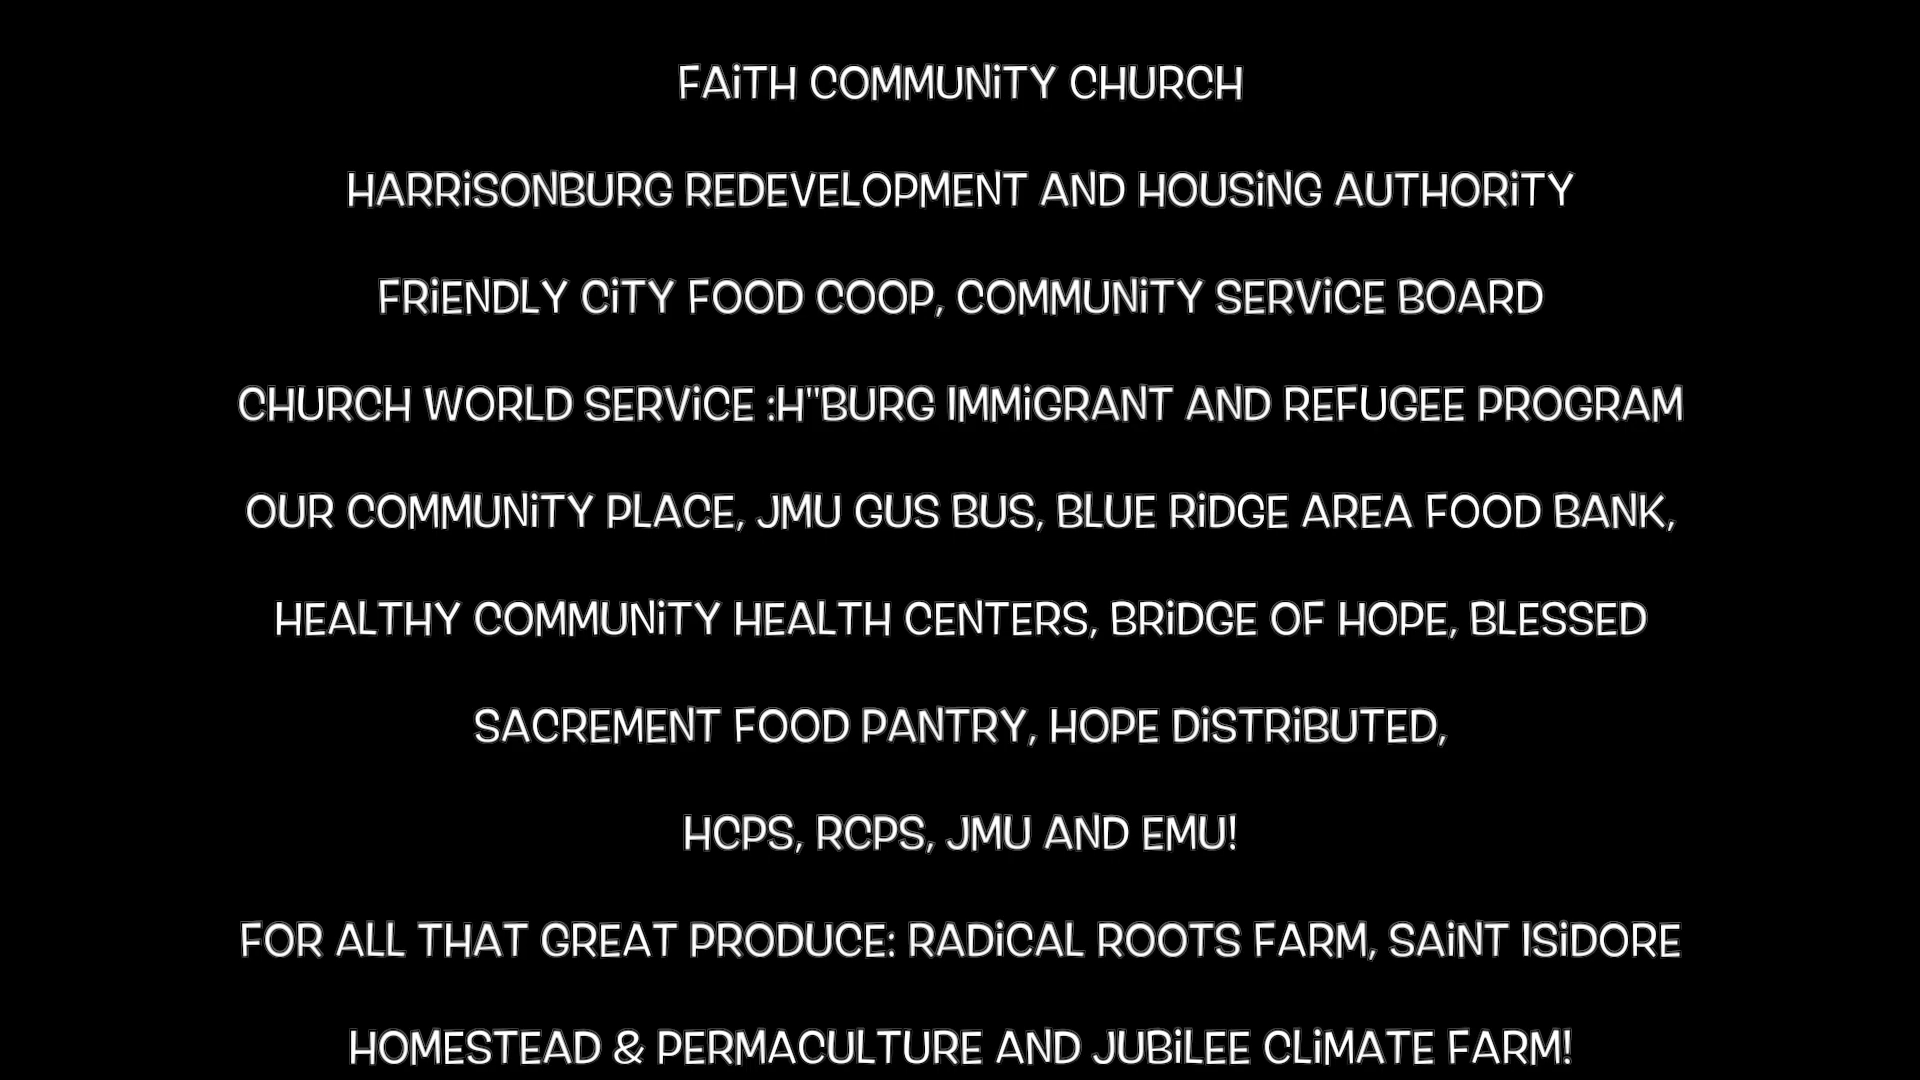 FAiTH COMMUNiTY CHURCH
HARRiSONBURG REDEVELOPMENT AND HOUSiNG AUTHORiTY
FRiENDLY CiTY FOOD COOP, COMMUNiTY SERViCE BOARD
CHURCH WORLD SERViCE :H"BURG IMMiGRANT AND REFUGEE PROGRAM
OUR COMMUNiTY PLACE, JMU GUS BUS, BLUE RiDGE AREA FOOD BANK,
HEALTHY COMMUNiTY HEALTH CENTERS, BRiDGE OF HOPE, BLESSED
SACREMENT FOOD PANTRY, HOPE DiSTRiBUTED,
HCPS, RCPS, JMU AND EMU!
FOR ALL THAT GREAT PRODUCE: RADiCAL ROOTS FARM, SAiNT ISiDORE
HOMESTEAD & PERMACULTURE AND JUBiLEE CLiMATE FARM!